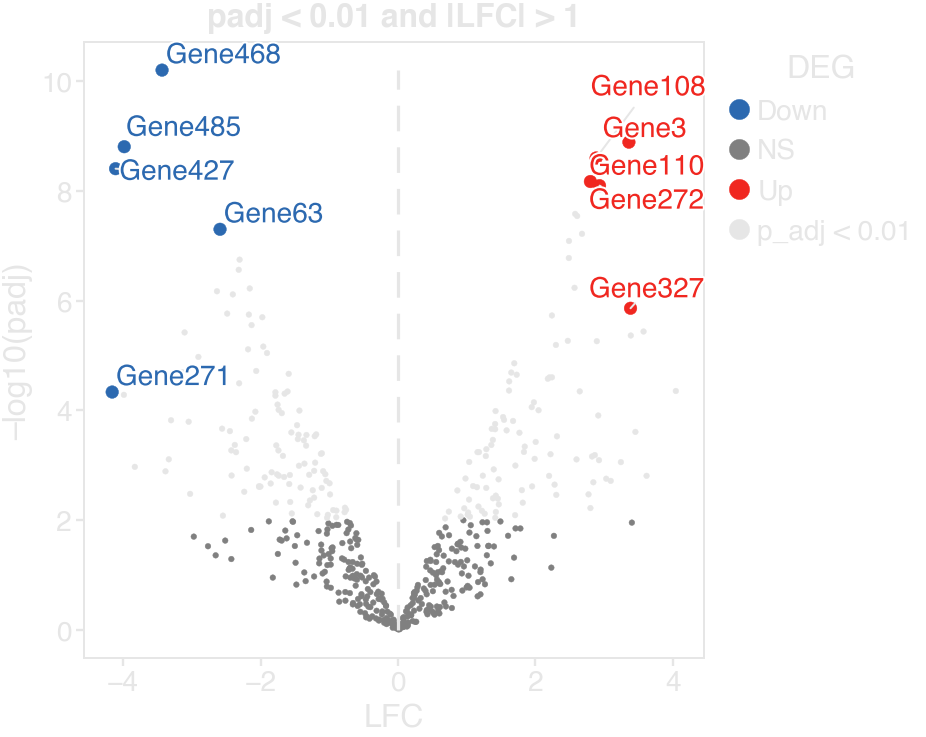 padj < 0.01 and |LFC| > 1
Gene468
Gene485
Gene427
Gene63
Gene271
Gene108
Gene3
Gene110
Gene272
Gene327
DEG
Down
NS
Up
p_adj < 0.01
−log10(padj)
10
8
6
4
2
0
−4 −2 0 2 4
LFC